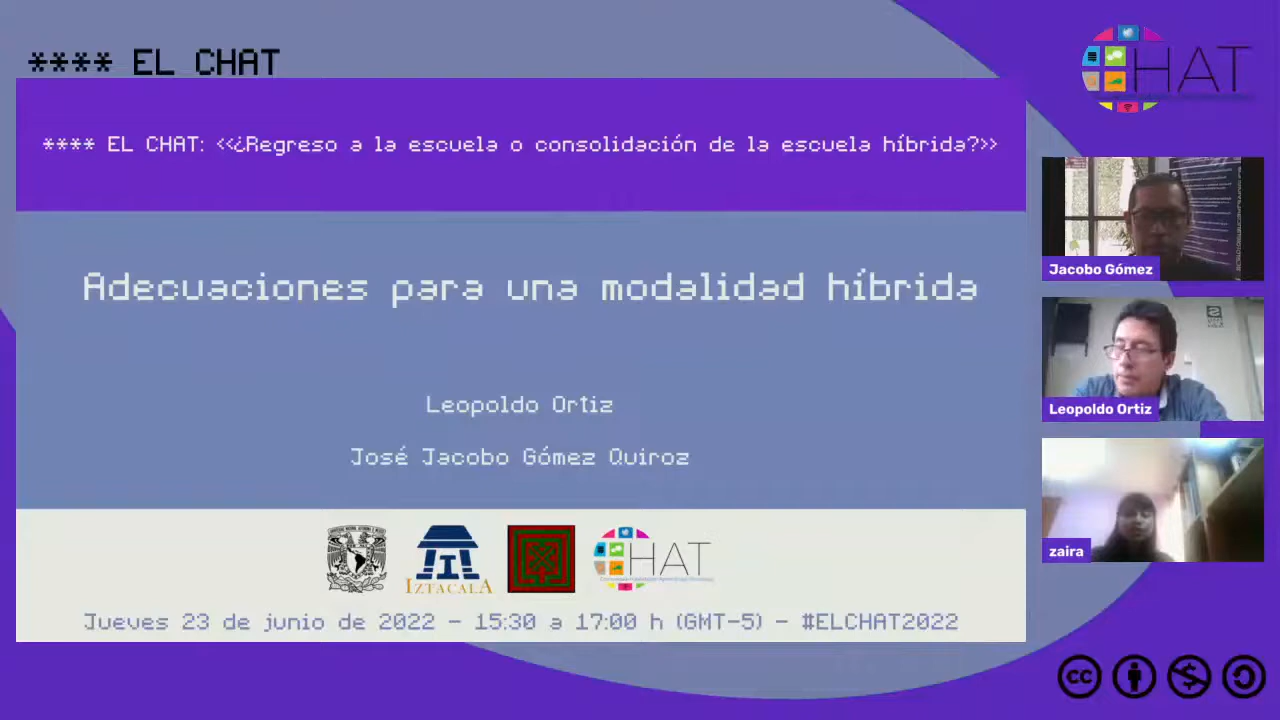 **** EL CHAT
HAT
**** EL CHAT: <<¿Regreso a la escuela o consolidación de la escuela híbrida?>>
Adecuaciones para una modalidad híbrida
Leopoldo Ortiz
José Jacobo Gómez Quiroz
IZTACALA
HAT
Jueves 23 de junio de 2022 - 15:30 a 17:00 h (GMT-5) - #ELCHAT2022
Jacobo Gómez
Leopoldo Ortiz
zaira
cc